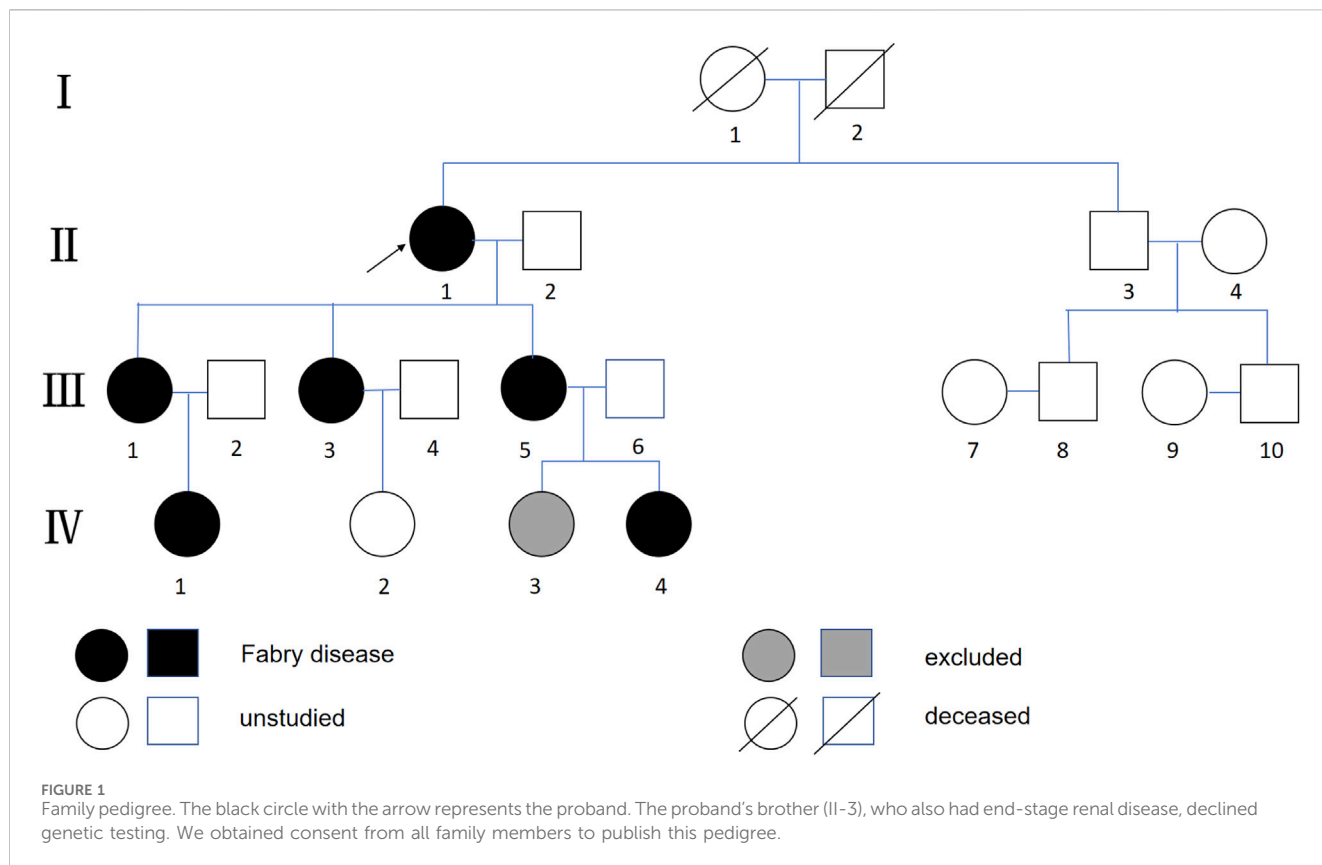 I
1 2
II
1 2 3 4
III
1 2 3 4 5 6 7 8 9 10
IV
1 2 3 4
Fabry disease excluded
unstudied deceased
FIGURE 1
Family pedigree. The black circle with the arrow represents the proband. The proband’s brother (II-3), who also had end-stage renal disease, declined
genetic testing. We obtained consent from all family members to publish this pedigree.